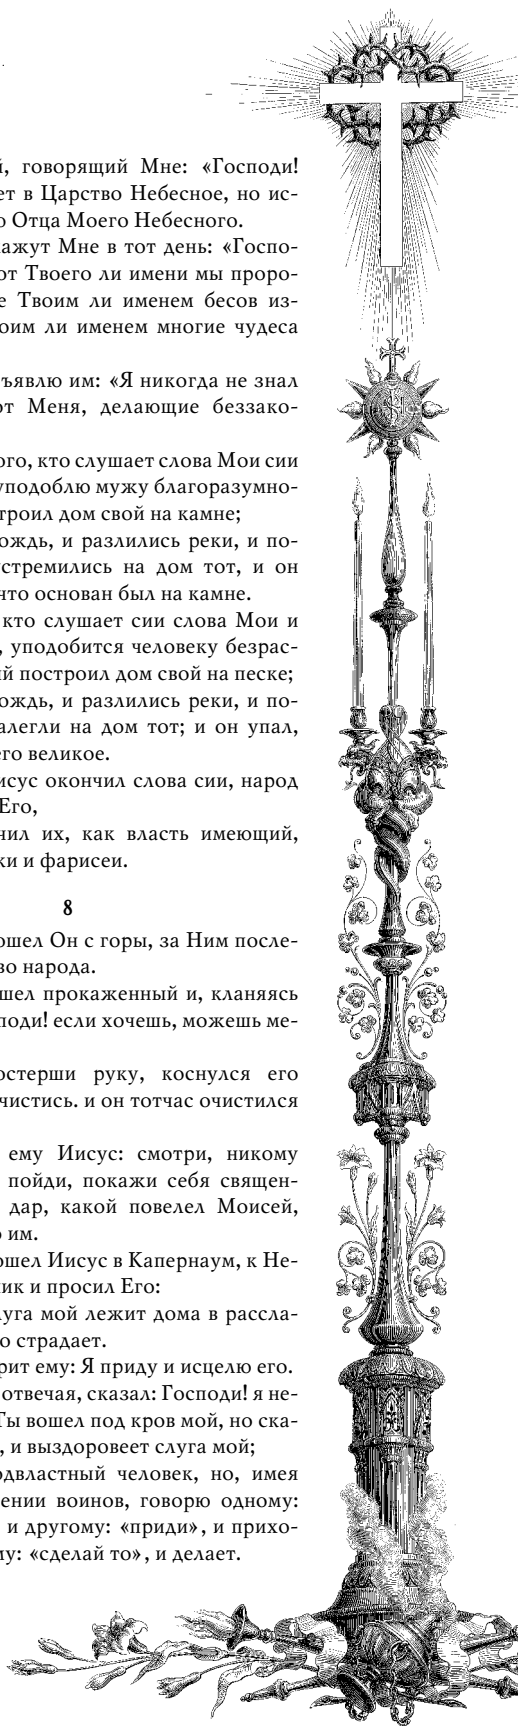 й, говорящий Мне: «Господи!
ет в Царство Небесное, но ис-
о Отца Моего Небесного.
ажут Мне в тот день: «Госпо-
от Твоего ли имени мы проро-
е Твоим ли именем бесов из-
оим ли именем многие чудеса
ъявлю им: «Я никогда не знал
от Меня, делающие беззако-
ого, кто слушает слова Мои сии
уподоблю мужу благоразумно-
троил дом свой на камне;
ождь, и разлились реки, и по-
стремились на дом тот, и он
что основан был на камне.
кто слушает сии слова Мои и
, уподобится человеку безрас-
й построил дом свой на песке;
ождь, и разлились реки, и по-
алегли на дом тот; и он упал,
его великое.
исус окончил слова сии, народ
Его,
чил их, как власть имеющий,
ки и фарисеи.
8
ошел Он с горы, за Ним после-
во народа.
шел прокаженный и, кланяясь
споди! если хочешь, можешь ме-
остерши руку, коснулся его
чистись. и он тотчас очистился
ему Иисус: смотри, никому
пойди, покажи себя священ-
дар, какой повелел Моисей,
о им.
ошел Иисус в Капернаум, к Не-
ник и просил Его:
луга мой лежит дома в рассла-
о страдает.
рит ему: Я приду и исцелю его.
отвечая, сказал: Господи! я не-
Ты вошел под кров мой, но ска-
, и выздоровеет слуга мой;
одвластный человек, но, имея
ении воинов, говорю одному:
и другому: «приди», и прихо-
му: «сделай то», и делает.